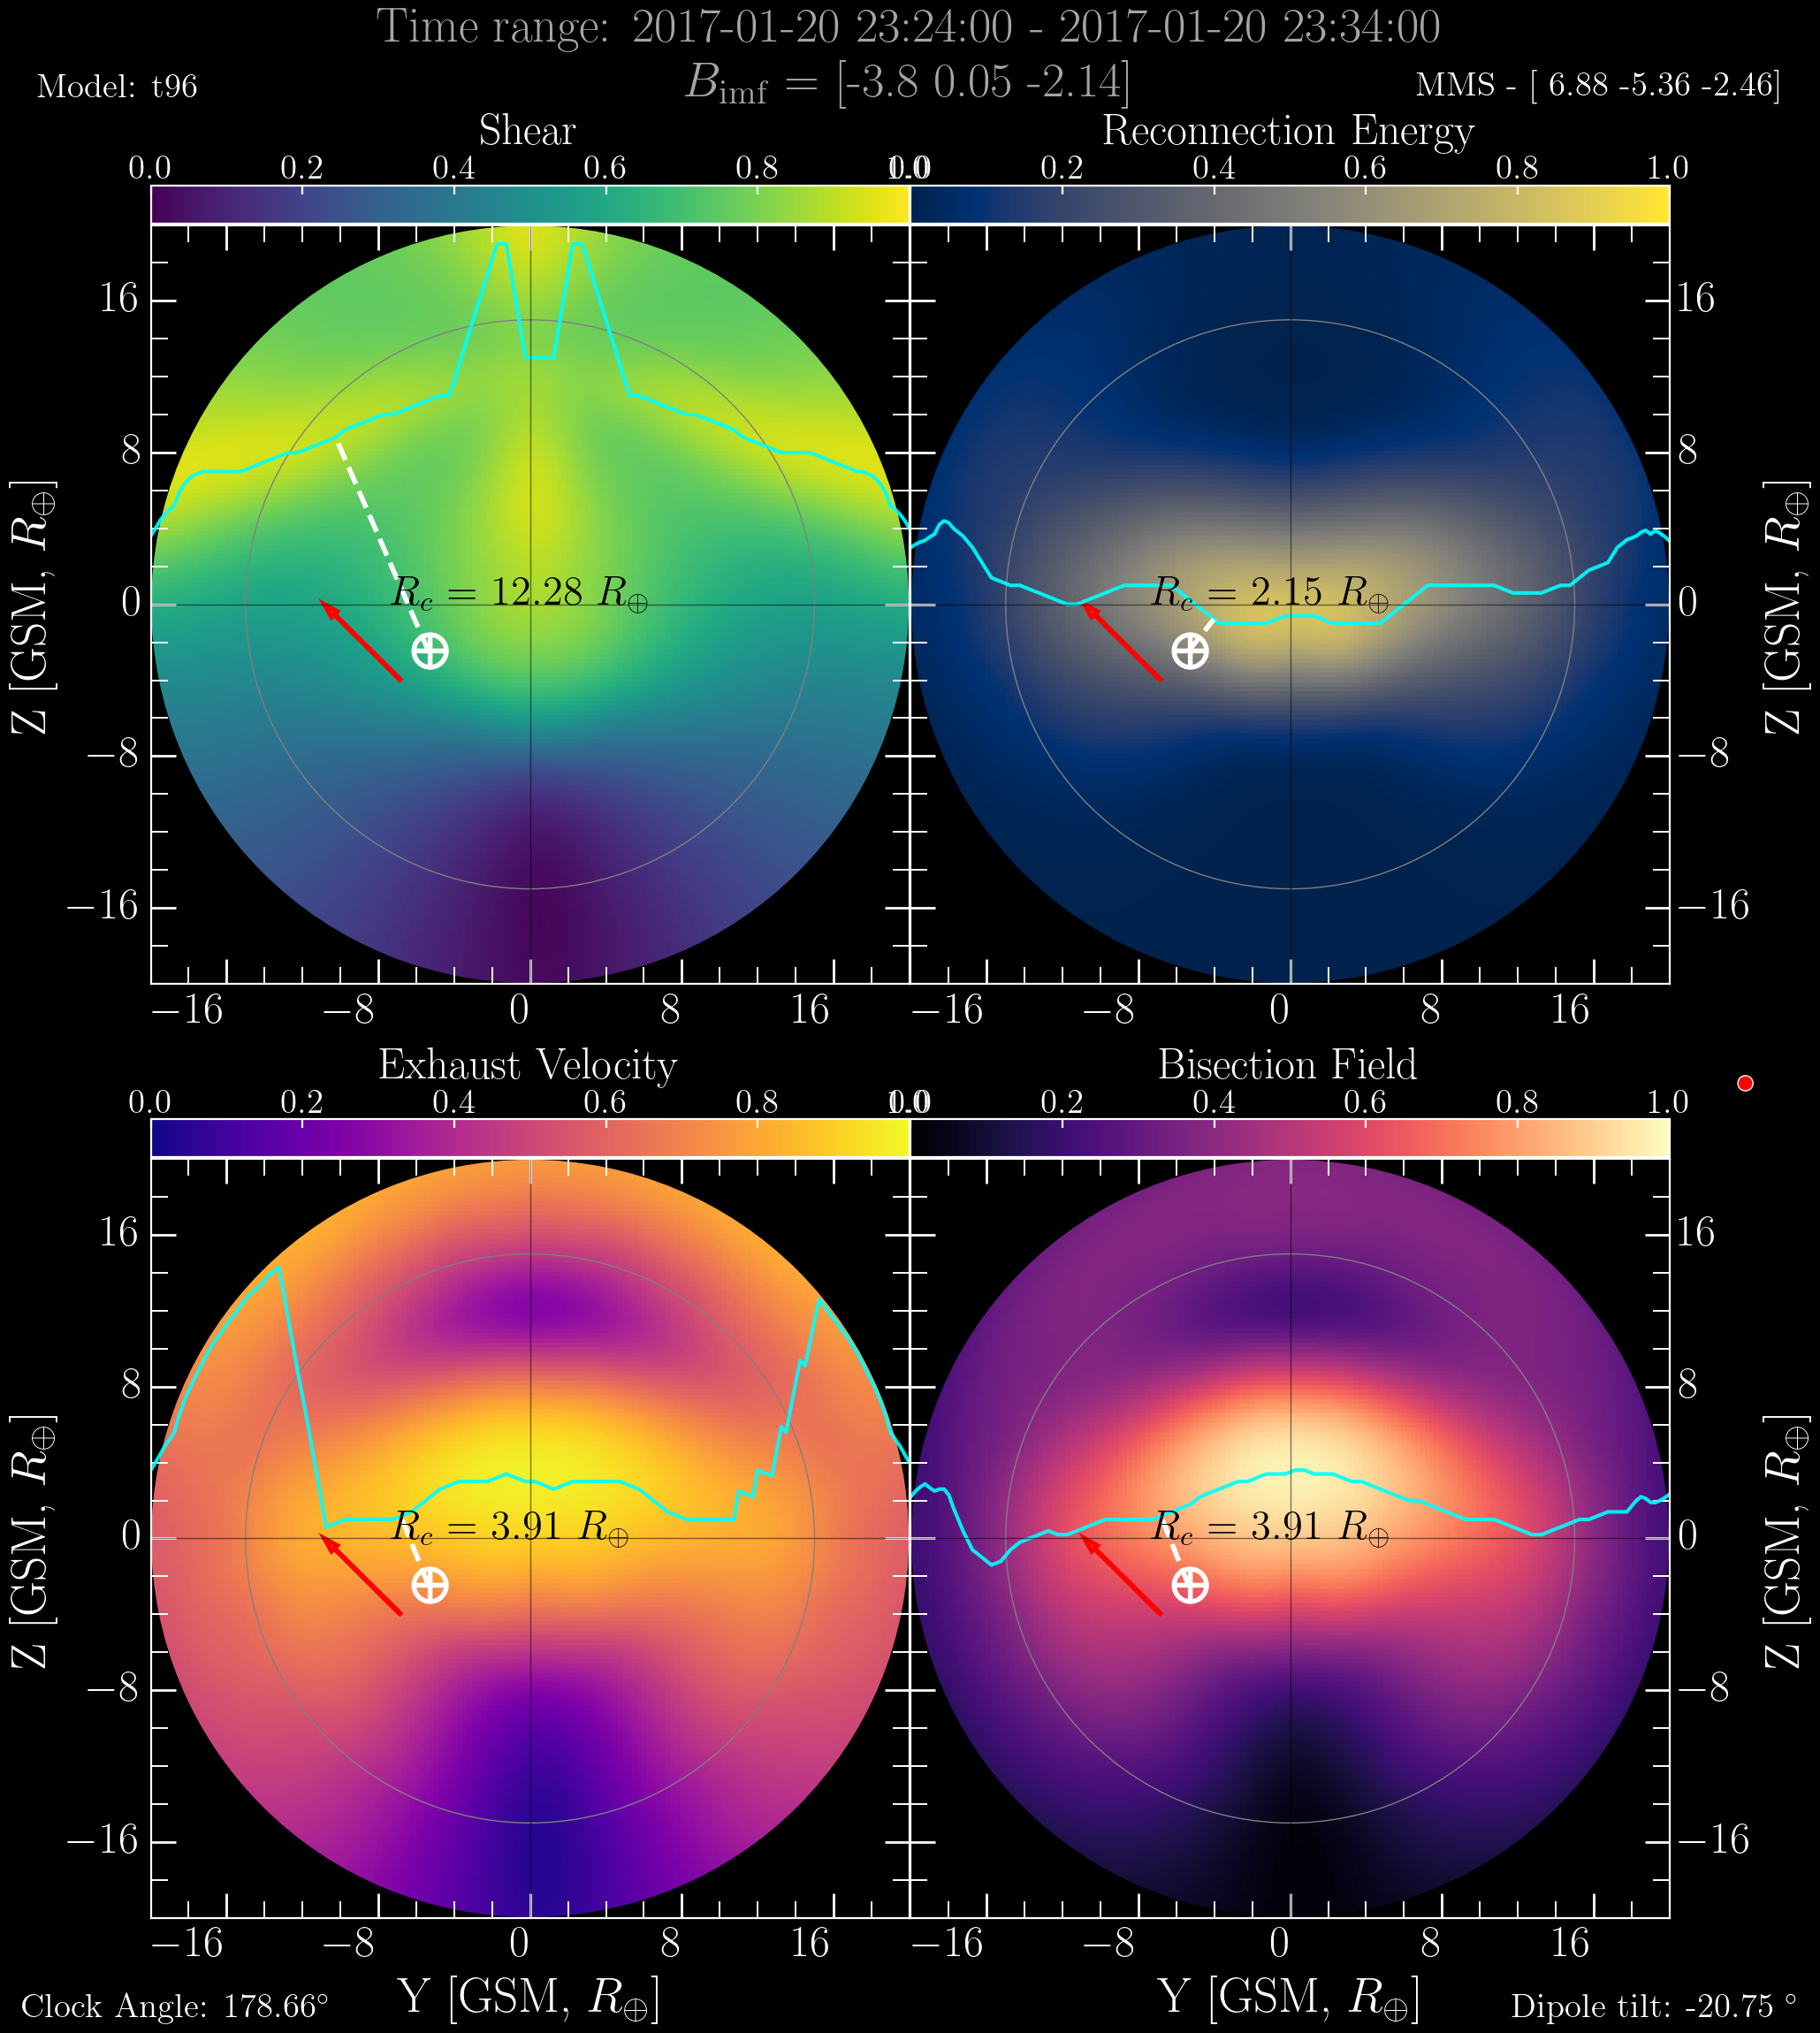 Time range: 2017-01-20 23:24:00 - 2017-01-20 23:34:00
Model: t96
B_imf = [-3.8 0.05 -2.14]
MMS - [ 6.88 -5.36 -2.46]
Shear
Reconnection Energy
0.0 0.2 0.4 0.6 0.8 1.0
0.0 0.2 0.4 0.6 0.8 1.0
16 8 0 −8 −16
Z [GSM, R⊕]
R_c = 12.28 R⊕
R_c = 2.15 R⊕
16 8 0 −8 −16
Z [GSM, R⊕]
−16 −8 0 8 16
−16 −8 0 8 16
Exhaust Velocity
Bisection Field
0.0 0.2 0.4 0.6 0.8 1.0
0.0 0.2 0.4 0.6 0.8 1.0
16 8 0 −8 −16
Z [GSM, R⊕]
R_c = 3.91 R⊕
R_c = 3.91 R⊕
16 8 0 −8 −16
Z [GSM, R⊕]
−16 −8 0 8 16
−16 −8 0 8 16
Y [GSM, R⊕]
Y [GSM, R⊕]
Clock Angle: 178.66°
Dipole tilt: -20.75 °